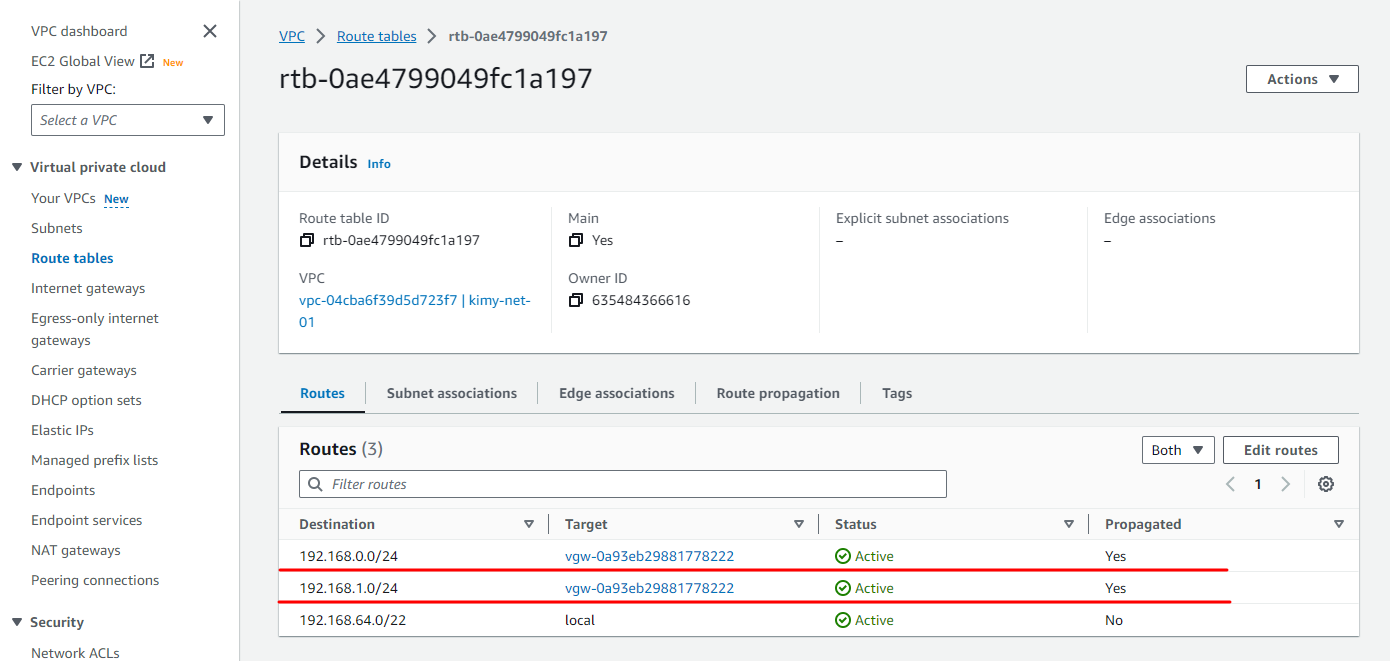 VPC dashboard
EC2 Global View New
Filter by VPC:
Select a VPC
Virtual private cloud
Your VPCs New
Subnets
Route tables
Internet gateways
Egress-only internet
gateways
Carrier gateways
DHCP option sets
Elastic IPs
Managed prefix lists
Endpoints
Endpoint services
NAT gateways
Peering connections
Security
Network ACLs
VPC Route tables rtb-0ae4799049fc1a197
rtb-0ae4799049fc1a197
Actions
Details Info
Route table ID
rtb-0ae4799049fc1a197
VPC
vpc-04cba6f39d5d723f7 | kimy-net-
01
Main
Yes
Owner ID
635484366616
Explicit subnet associations
–
Edge associations
–
Routes Subnet associations Edge associations Route propagation Tags
Routes (3)
Both Edit routes
Filter routes
1
Destination Target Status Propagated
192.168.0.0/24 vgw-0a93eb29881778222 Active Yes
192.168.1.0/24 vgw-0a93eb29881778222 Active Yes
192.168.64.0/22 local Active No